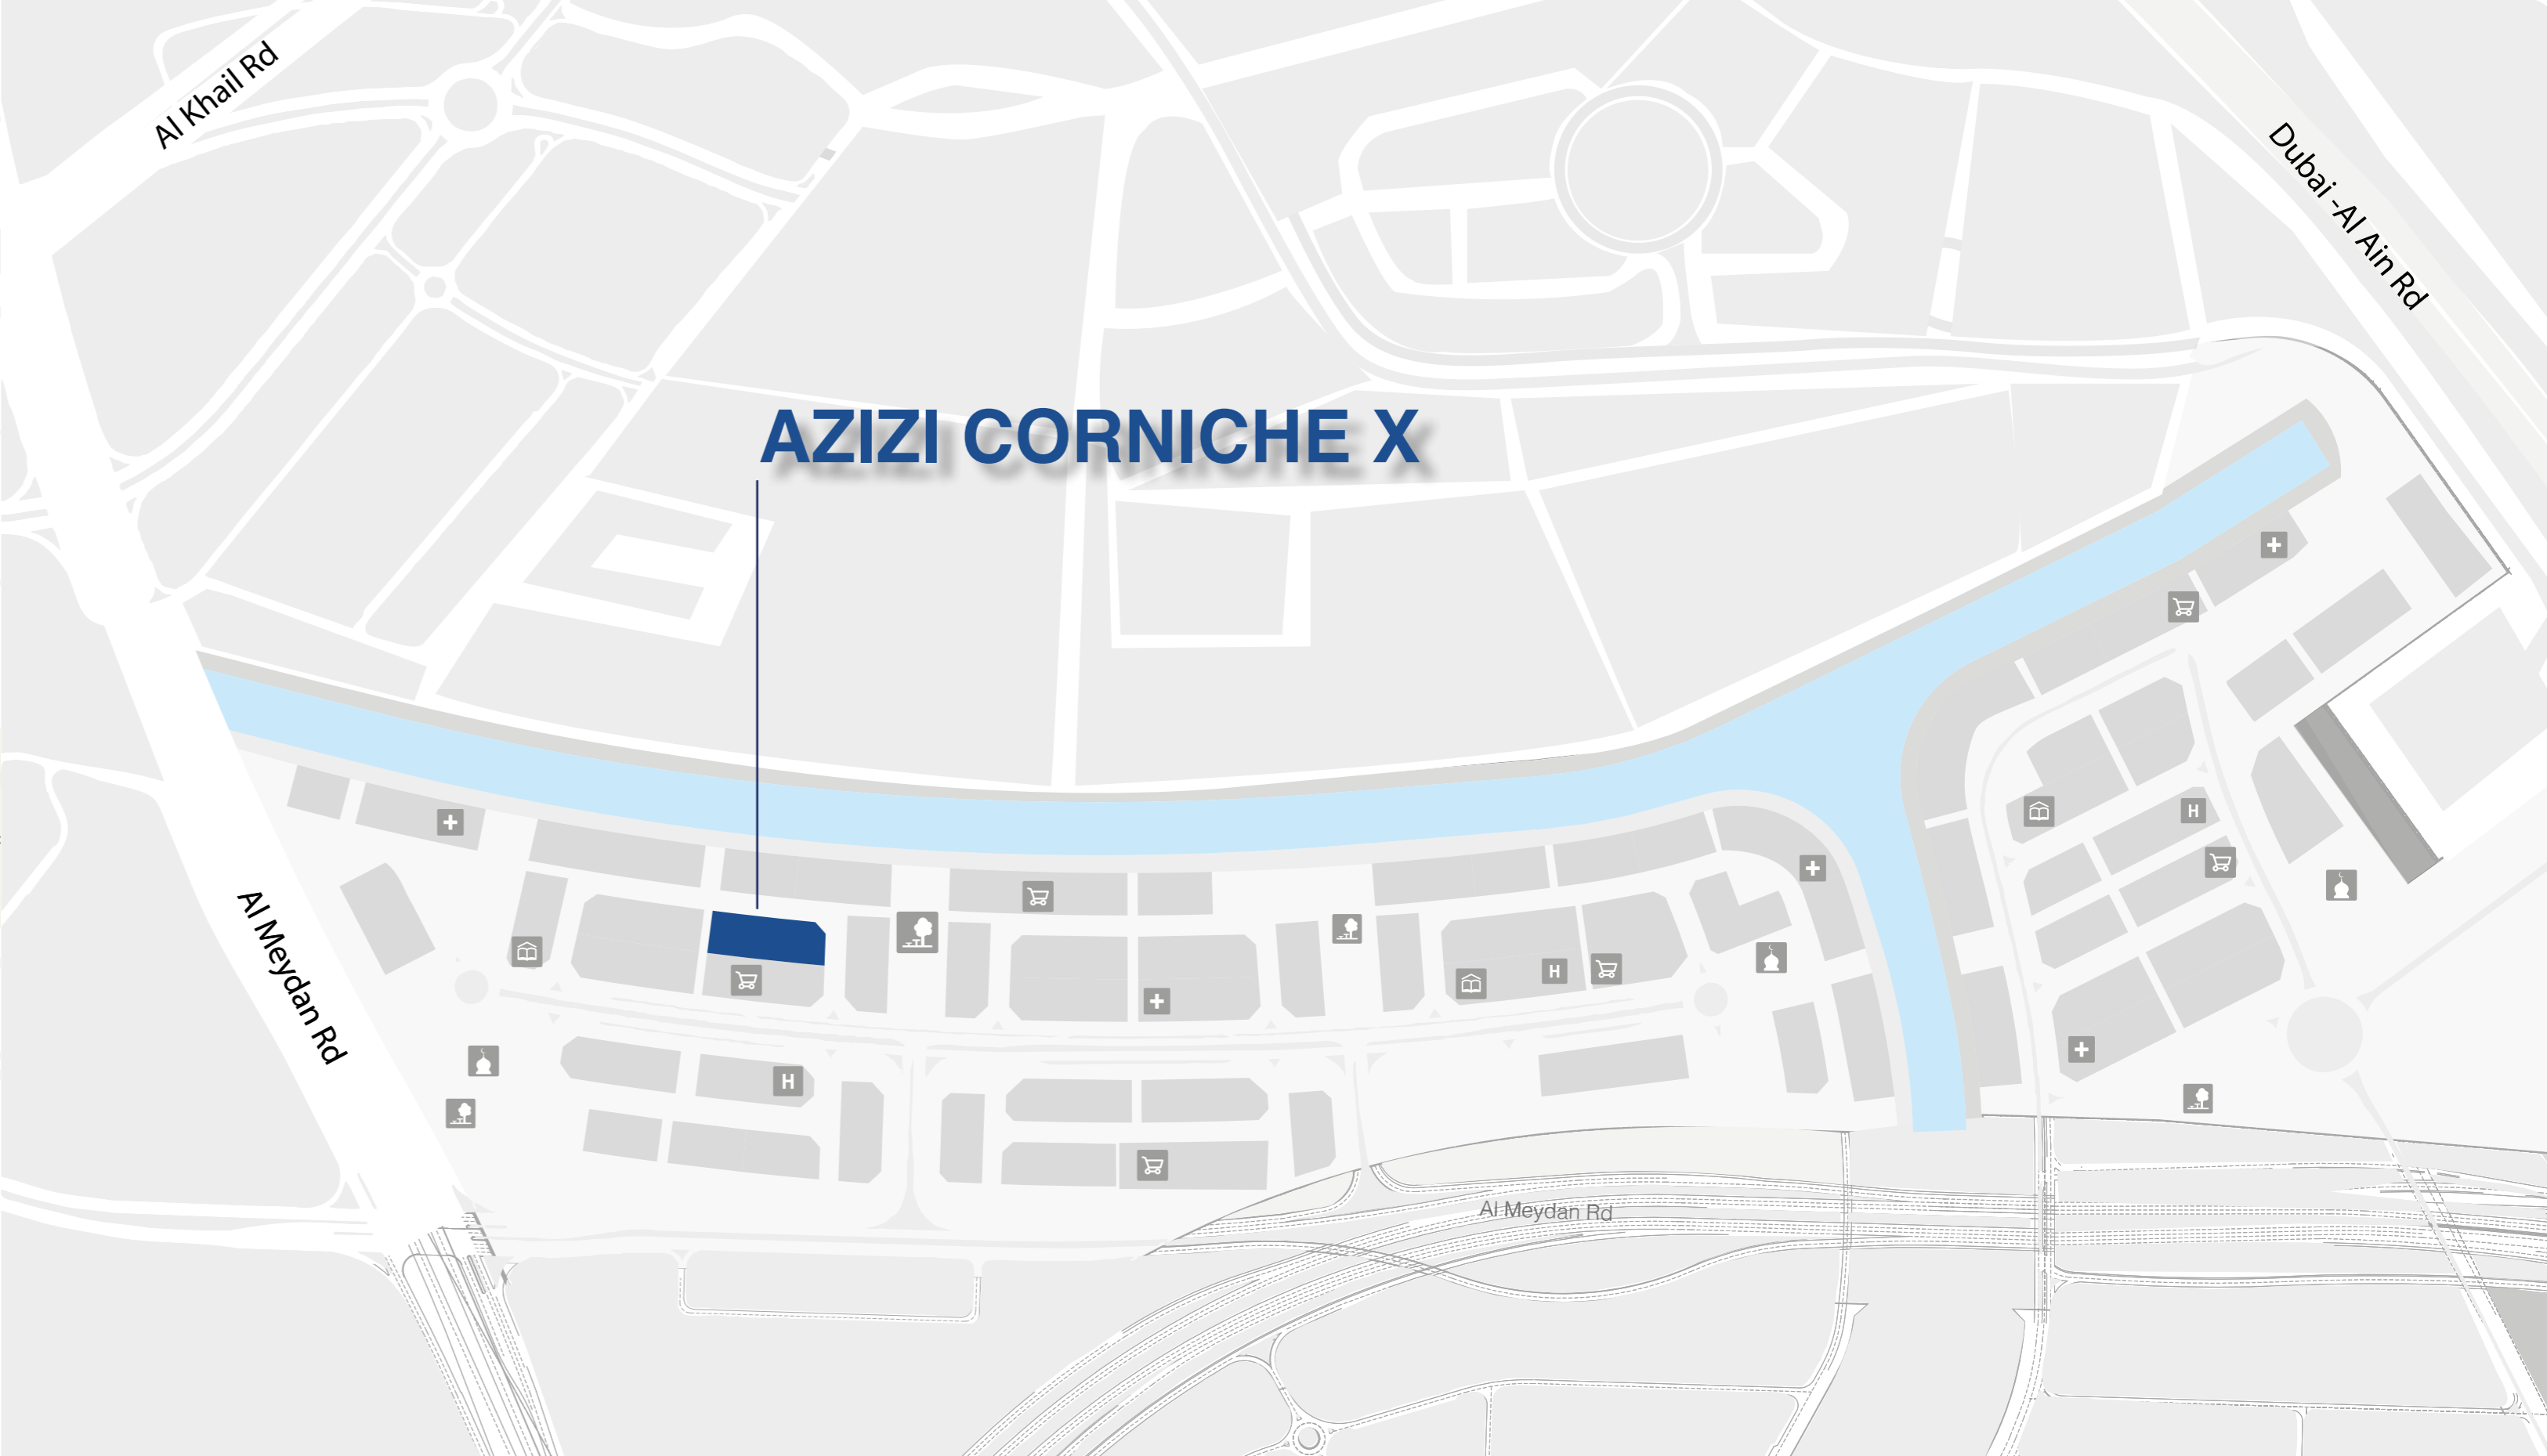 Al Khail Rd
Dubai -Al Ain Rd
AZIZI CORNICHE X
Al Meydan Rd
H
H
H
Al Meydan Rd